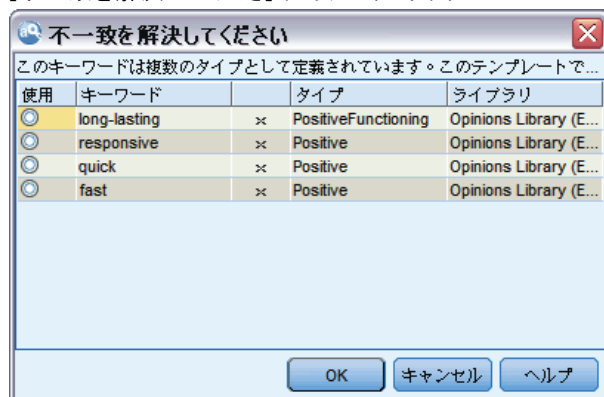 不一致を解決してください
このキーワードは複数のタイプとして定義されています。このテンプレートで...
使用 キーワード タイプ ライブラリ
long-lasting PositiveFunctioning Opinions Library (E...
responsive Positive Opinions Library (E...
quick Positive Opinions Library (E...
fast Positive Opinions Library (E...
OK キャンセル ヘルプ